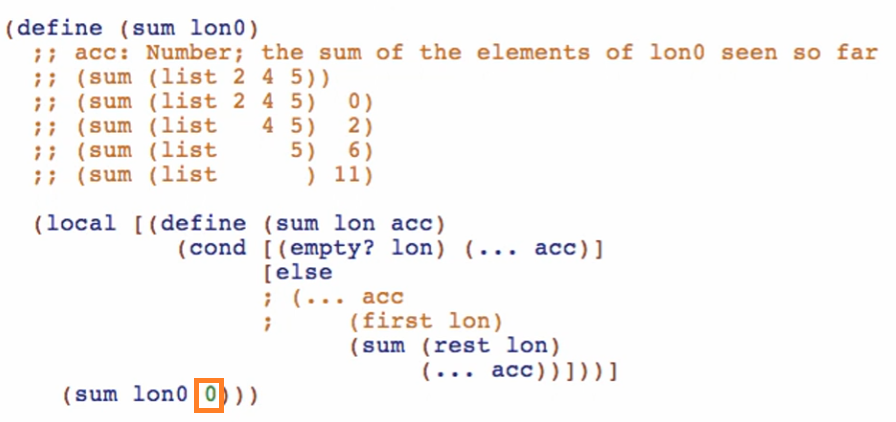 (define (sum lon0)
;; acc: Number; the sum of the elements of lon0 seen so far
;; (sum (list 2 4 5))
;; (sum (list 2 4 5) 0)
;; (sum (list 4 5) 2)
;; (sum (list 5) 6)
;; (sum (list ) 11)
(local [(define (sum lon acc)
(cond [(empty? lon) (... acc)]
[else
; (... acc
; (first lon)
(sum (rest lon)
(... acc))]))]
(sum lon0 0)))